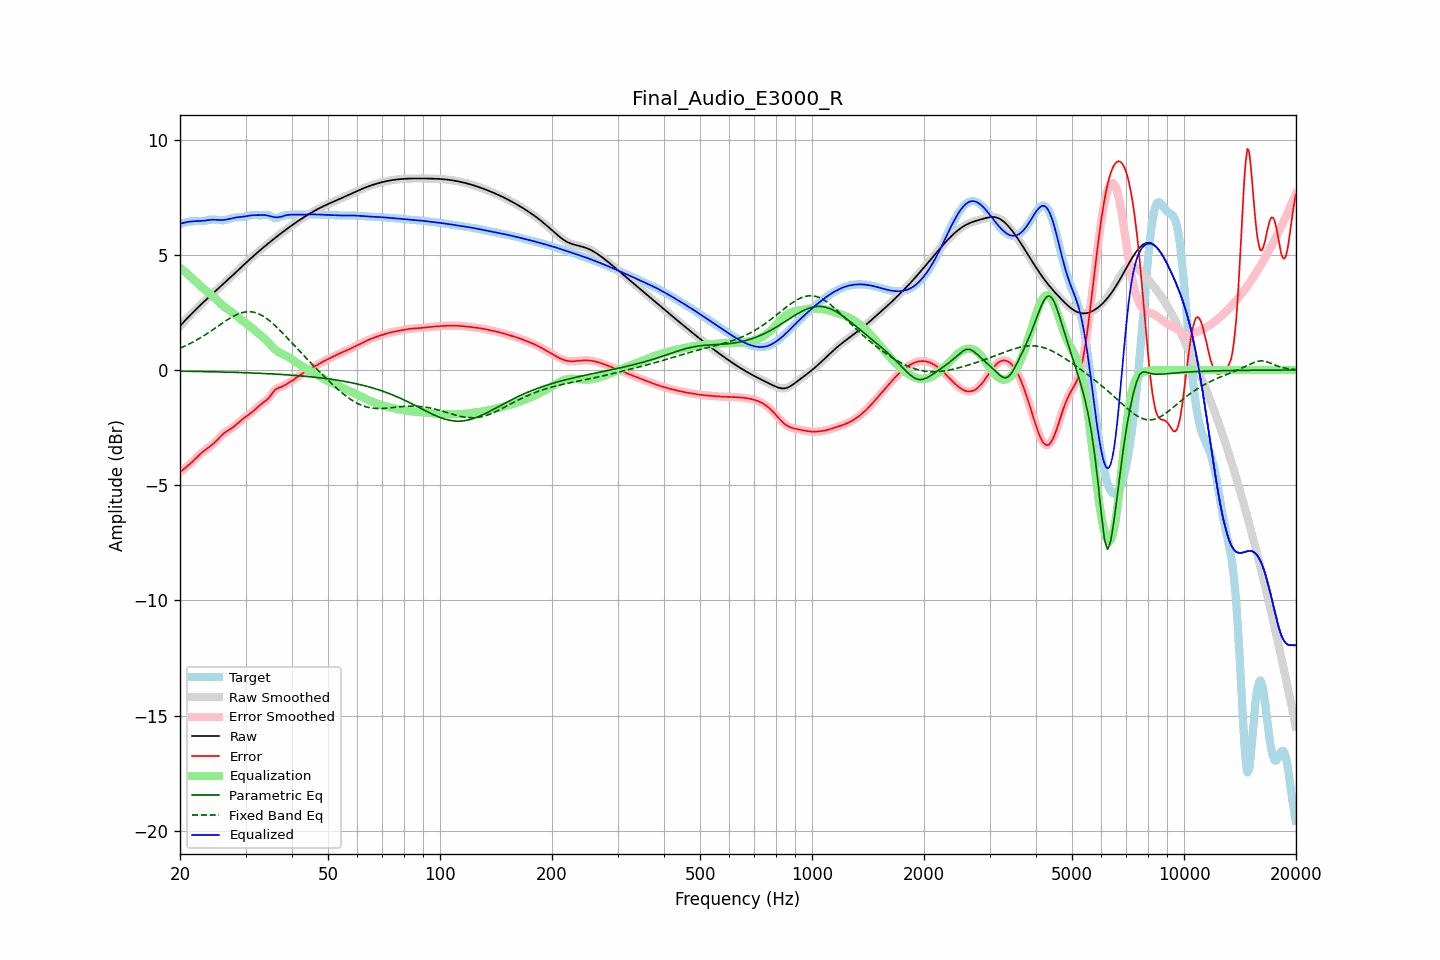 Final_Audio_E3000_R
10
5
0
−5
−10
−15
−20
Amplitude (dBr)
Target
Raw Smoothed
Error Smoothed
Raw
Error
Equalization
Parametric Eq
Fixed Band Eq
Equalized
20 50 100 200 500 1000 2000 5000 10000 20000
Frequency (Hz)